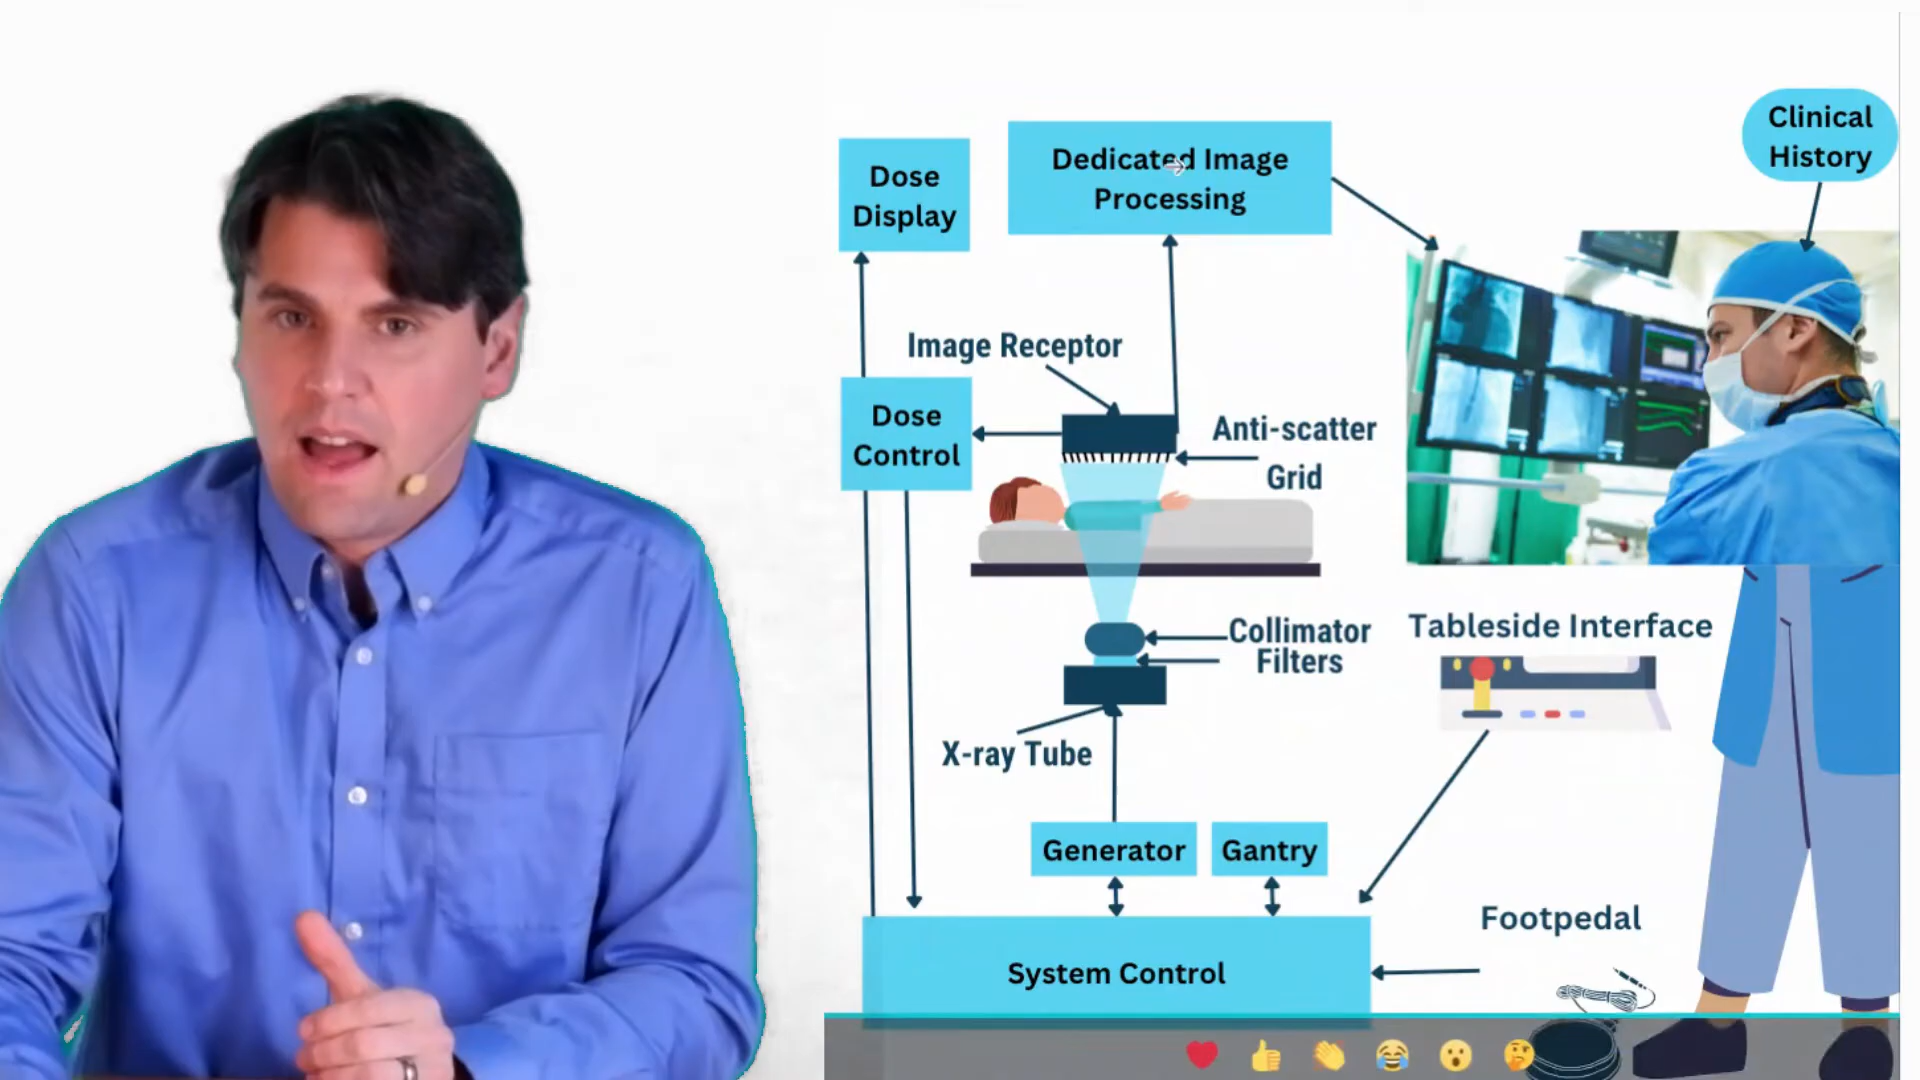 Clinical
History
Dose
Display
Dedicated Image
Processing
Image Receptor
Dose
Control
Anti-scatter
Grid
Collimator
Filters
Tableside Interface
X-ray Tube
Generator
Gantry
Footpedal
System Control